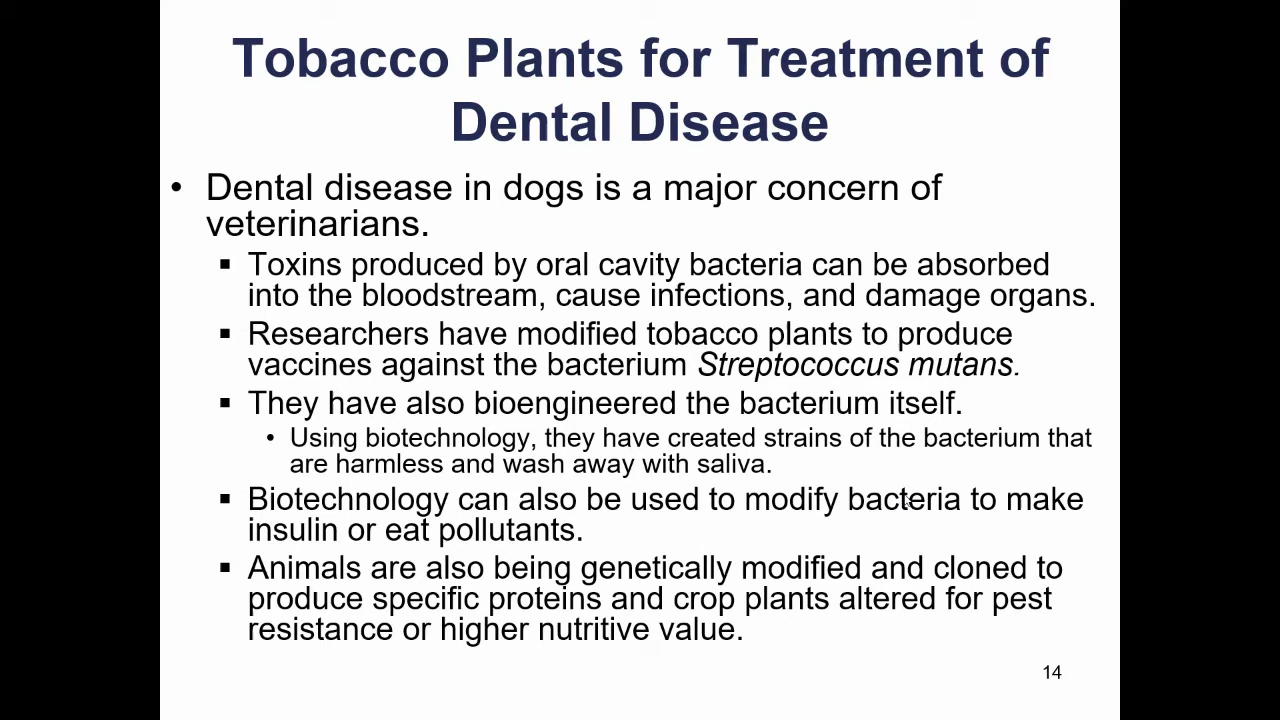 Tobacco Plants for Treatment of
Dental Disease
• Dental disease in dogs is a major concern of
veterinarians.
▪ Toxins produced by oral cavity bacteria can be absorbed
into the bloodstream, cause infections, and damage organs.
▪ Researchers have modified tobacco plants to produce
vaccines against the bacterium Streptococcus mutans.
▪ They have also bioengineered the bacterium itself.
• Using biotechnology, they have created strains of the bacterium that
are harmless and wash away with saliva.
▪ Biotechnology can also be used to modify bacteria to make
insulin or eat pollutants.
▪ Animals are also being genetically modified and cloned to
produce specific proteins and crop plants altered for pest
resistance or higher nutritive value.
14